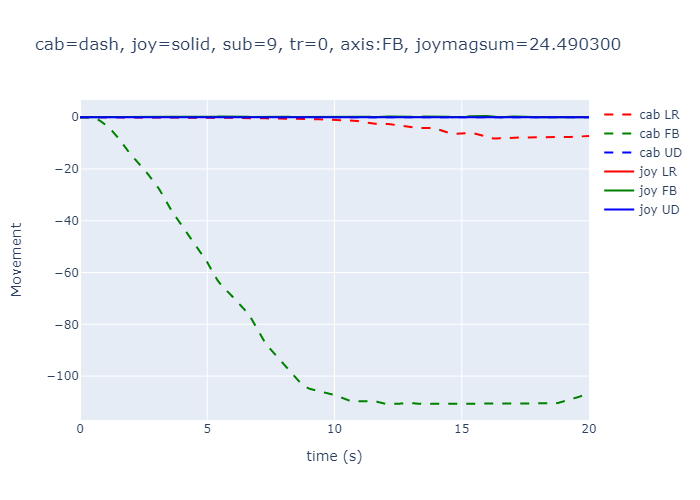 cab=dash, joy=solid, sub=9, tr=0, axis:FB, joymagsum=24.490300
0
−20
−40
−60
−80
−100
Movement
0
5
10
15
20
time (s)
cab LR
cab FB
cab UD
joy LR
joy FB
joy UD